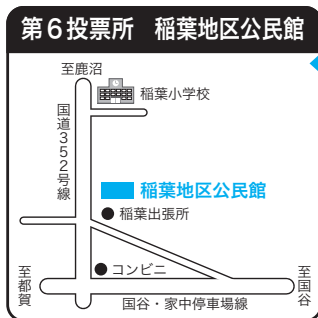 第6投票所　稲葉地区公民館
至鹿沼
稲葉小学校
国道352号線
稲葉地区公民館
稲葉出張所
コンビニ
至都賀
至国谷
国谷・家中停車場線